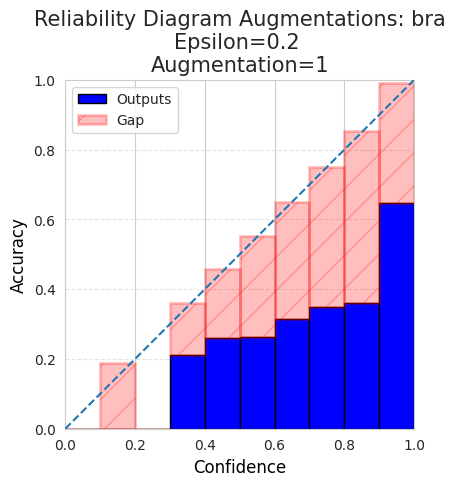 Reliability Diagram Augmentations: bra
Epsilon=0.2
Augmentation=1
Outputs
Gap
Accuracy
1.0
0.8
0.6
0.4
0.2
0.0
0.0 0.2 0.4 0.6 0.8 1.0
Confidence